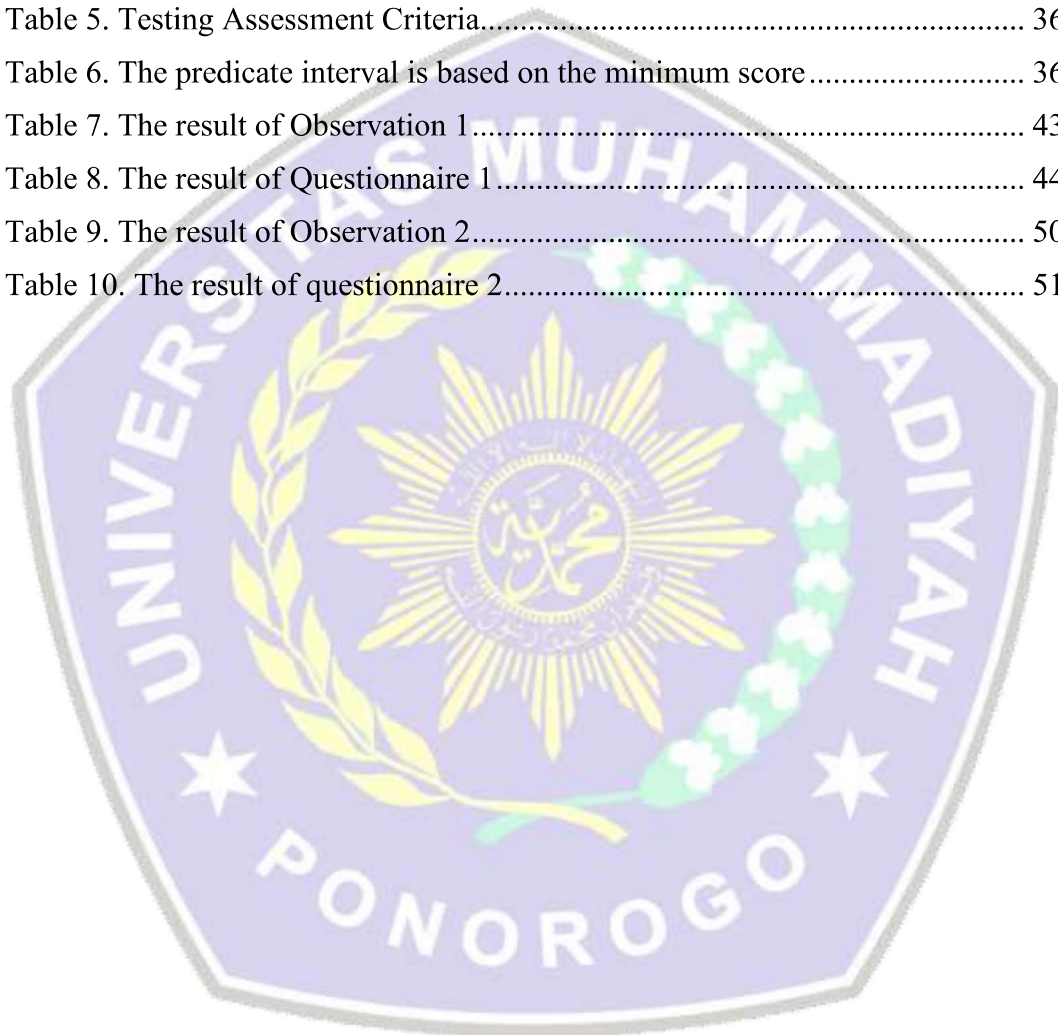 Table 5. Testing Assessment Criteria.......................................................................... 36
Table 6. The predicate interval is based on the minimum score............................ 36
Table 7. The result of Observation 1........................................................................... 43
Table 8. The result of Questionnaire 1........................................................................ 44
Table 9. The result of Observation 2........................................................................... 50
Table 10. The result of questionnaire 2....................................................................... 51
UNIVERSITAS MUHAMMADIYAH
PONOROGO